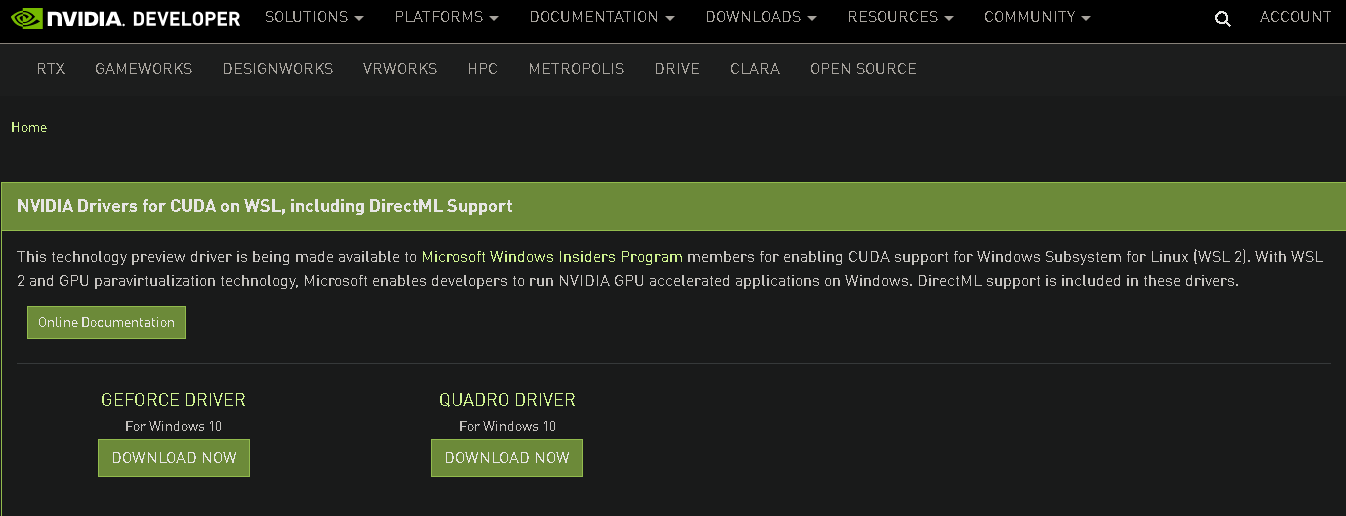 NVIDIA. DEVELOPER SOLUTIONS PLATFORMS DOCUMENTATION DOWNLOADS RESOURCES COMMUNITY ACCOUNT
RTX GAMEWORKS DESIGNWORKS VRWORKS HPC METROPOLIS DRIVE CLARA OPEN SOURCE
Home
NVIDIA Drivers for CUDA on WSL, including DirectML Support
This technology preview driver is being made available to Microsoft Windows Insiders Program members for enabling CUDA support for Windows Subsystem for Linux (WSL 2). With WSL
2 and GPU paravirtualization technology, Microsoft enables developers to run NVIDIA GPU accelerated applications on Windows. DirectML support is included in these drivers.
Online Documentation
GEFORCE DRIVER QUADRO DRIVER
For Windows 10 For Windows 10
DOWNLOAD NOW DOWNLOAD NOW